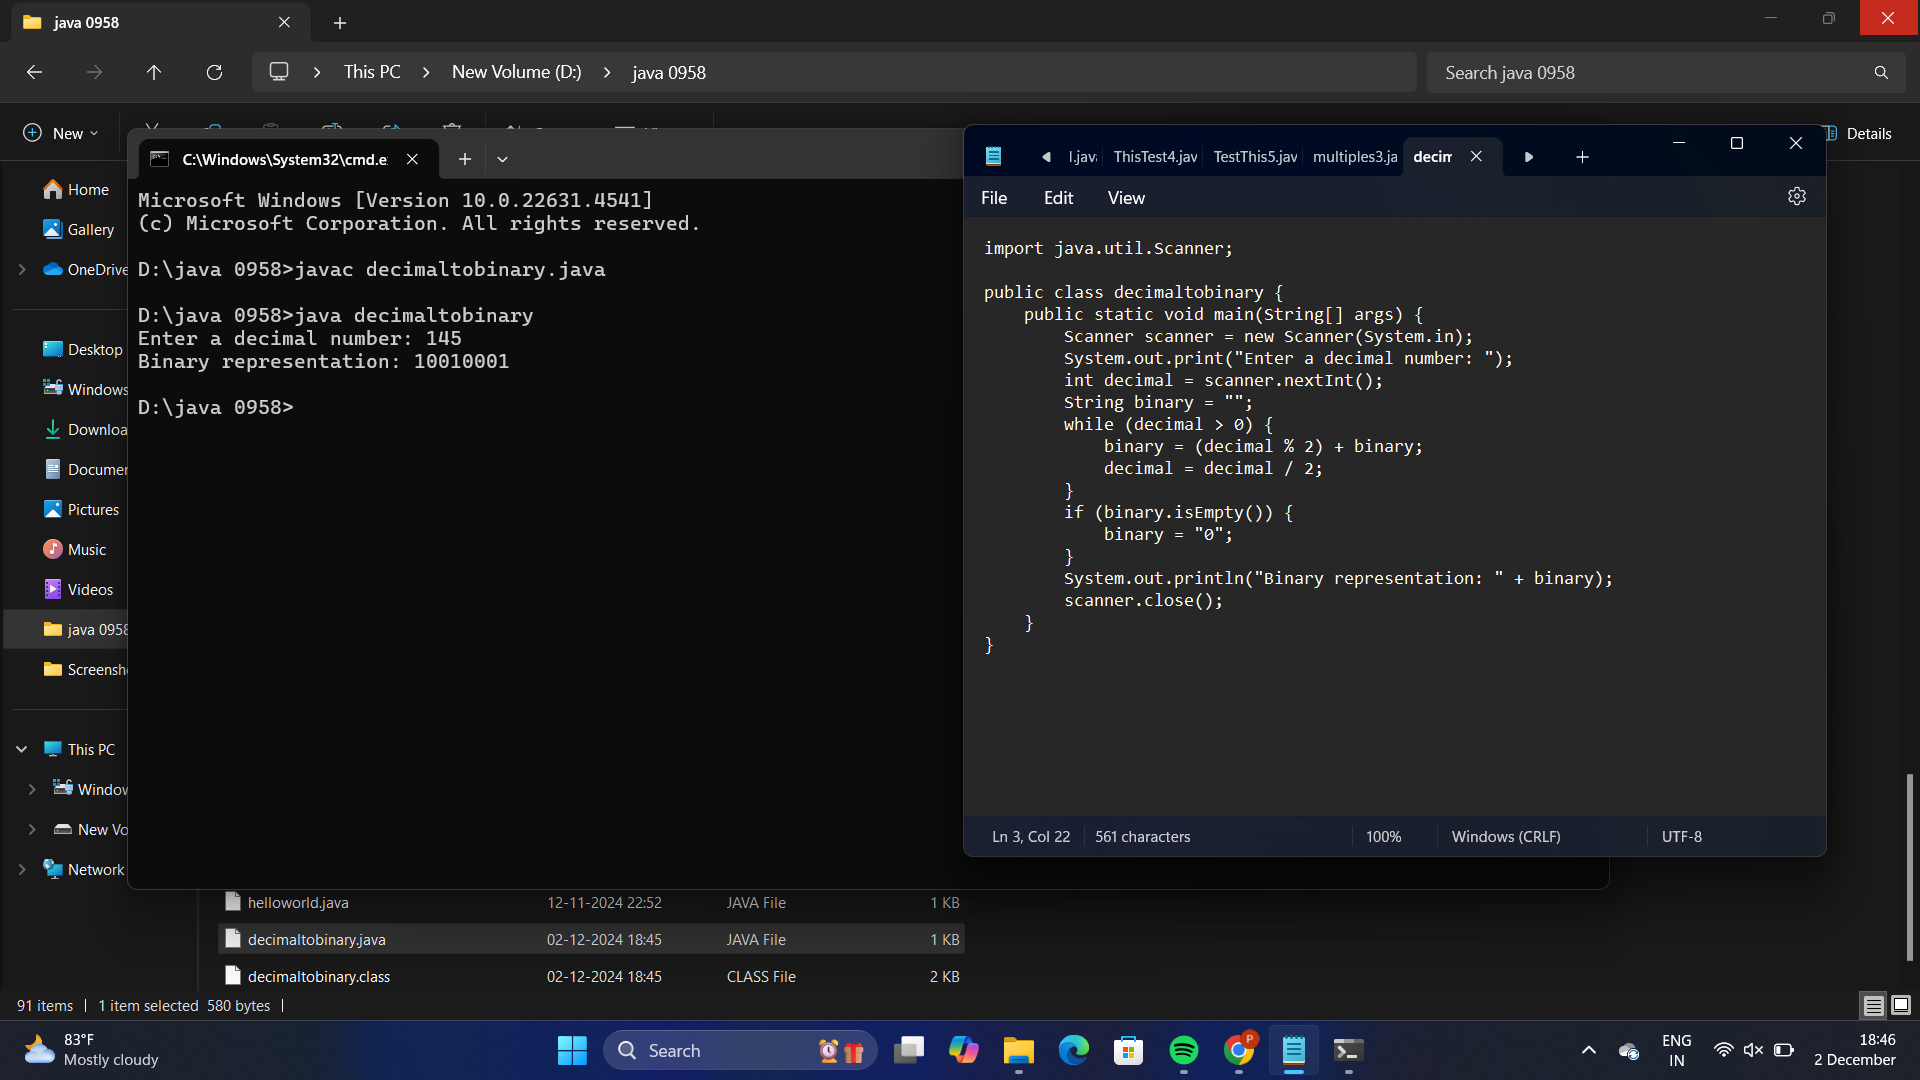 java 0958
This PC
New Volume (D:)
java 0958
Search java 0958
New
Details
Home
Gallery
OneDrive
Desktop
Windows
Downloa
Documen
Pictures
Music
Videos
java 0958
Screensh
This PC
Window
New Vo
Network
C:\Windows\System32\cmd.e
Microsoft Windows [Version 10.0.22631.4541]
(c) Microsoft Corporation. All rights reserved.
D:\java 0958>javac decimaltobinary.java
D:\java 0958>java decimaltobinary
Enter a decimal number: 145
Binary representation: 10010001
D:\java 0958>
l.java ThisTest4.jav TestThis5.jav multiples3.ja decim
File Edit View
import java.util.Scanner;
public class decimaltobinary {
public static void main(String[] args) {
Scanner scanner = new Scanner(System.in);
System.out.print("Enter a decimal number: ");
int decimal = scanner.nextInt();
String binary = "";
while (decimal > 0) {
binary = (decimal % 2) + binary;
decimal = decimal / 2;
}
if (binary.isEmpty()) {
binary = "0";
}
System.out.println("Binary representation: " + binary);
scanner.close();
}
}
Ln 3, Col 22 561 characters 100% Windows (CRLF) UTF-8
helloworld.java 12-11-2024 22:52 JAVA File 1 KB
decimaltobinary.java 02-12-2024 18:45 JAVA File 1 KB
decimaltobinary.class 02-12-2024 18:45 CLASS File 2 KB
91 items 1 item selected 580 bytes
83°F
Mostly cloudy
Search
P
ENG
IN
18:46
2 December